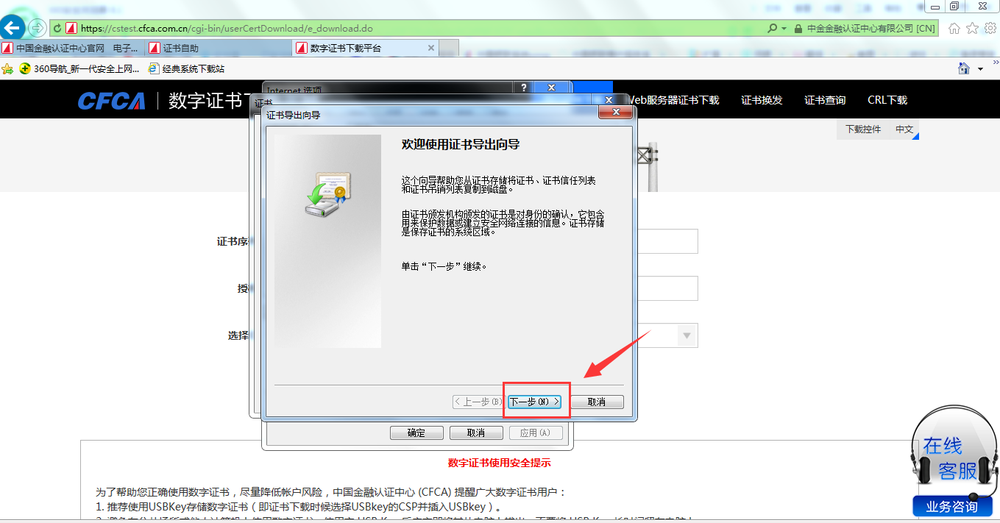 https://cstest.cfca.com.cn/cgi-bin/userCertDownload/e_download.do
中金金融认证中心有限公司 [CN]
中国金融认证中心官网 电子...
证书自助
数字证书下载平台
360导航_新一代安全上网...
经典系统下载站
CFCA
数字证书
Web服务器证书下载
证书换发
证书查询
CRL下载
下载控件
中文
Internet 选项
证书
证书导出向导
欢迎使用证书导出向导
这个向导帮助您从证书存储将证书、证书信任列表
和证书吊销列表复制到磁盘。
由证书颁发机构颁发的证书是对身份的确认，它包含
用来保护数据或建立安全网络连接的信息。证书存储
是保存证书的系统区域。
单击“下一步”继续。
证书序
授
选择
< 上一步(B)
下一步(N) >
取消
确定
取消
应用(A)
数字证书使用安全提示
为了帮助您正确使用数字证书，尽量降低帐户风险，中国金融认证中心 (CFCA) 提醒广大数字证书用户：
1. 推荐使用USBKey存储数字证书（即证书下载时候选择USBkey的CSP并插入USBkey）。
在线
客服
业务咨询